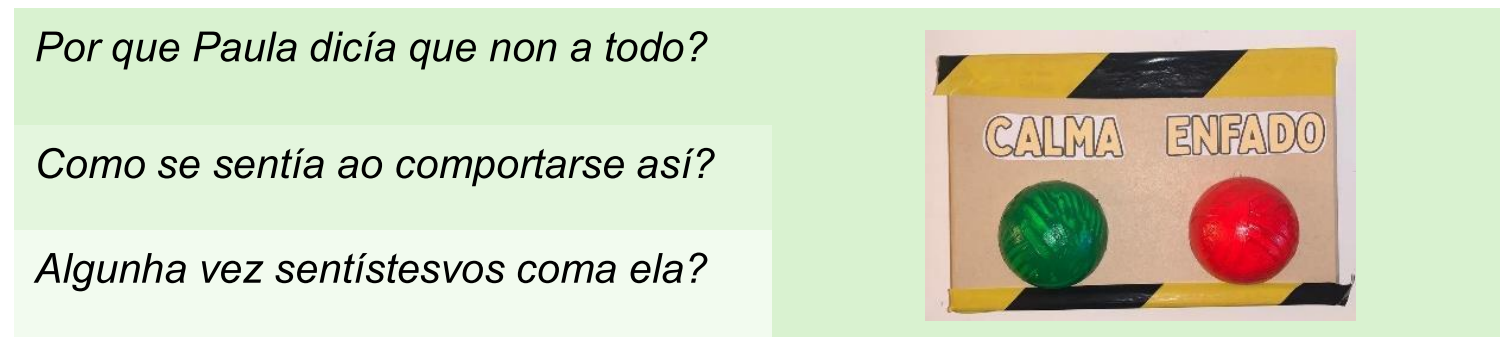 Por que Paula dicía que non a todo?
Como se sentía ao comportarse así?
Algunha vez sentístesvos coma ela?
CALMA ENFADO